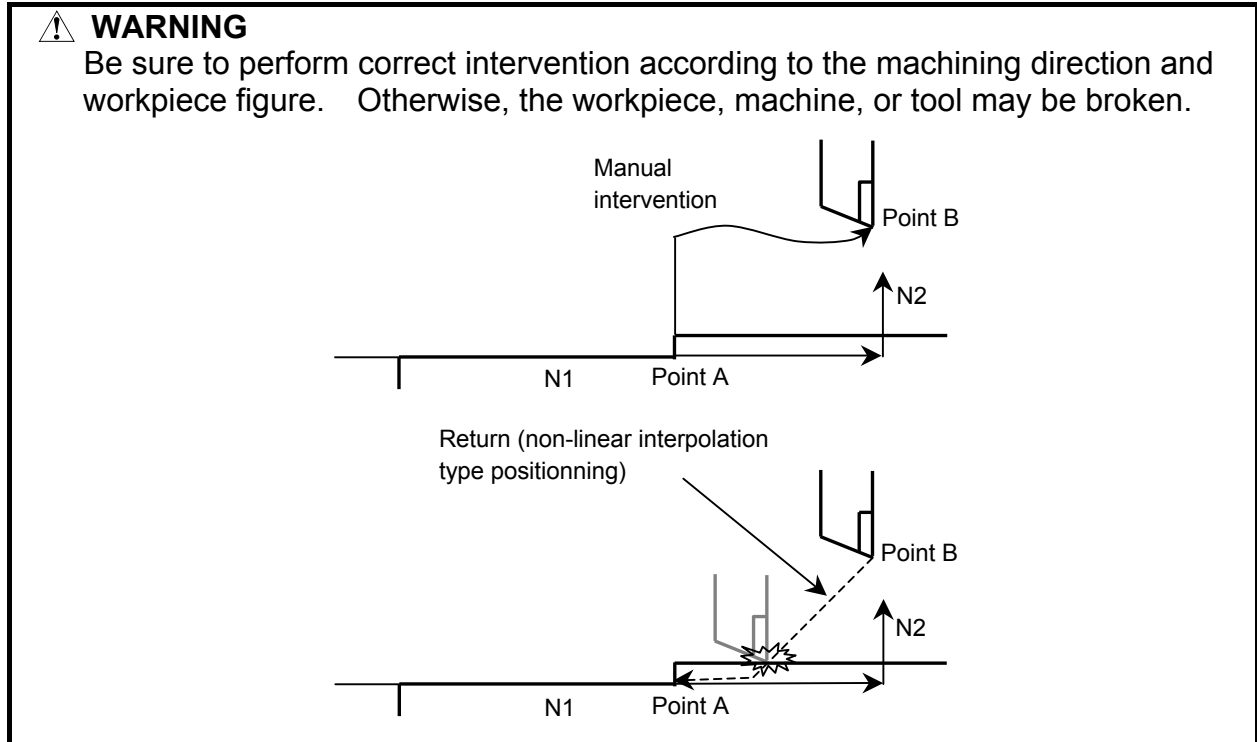 WARNING
Be sure to perform correct intervention according to the machining direction and
workpiece figure. Otherwise, the workpiece, machine, or tool may be broken.
Manual
intervention
Point B
N2
N1
Point A
Return (non-linear interpolation
type positionning)
Point B
N2
N1
Point A